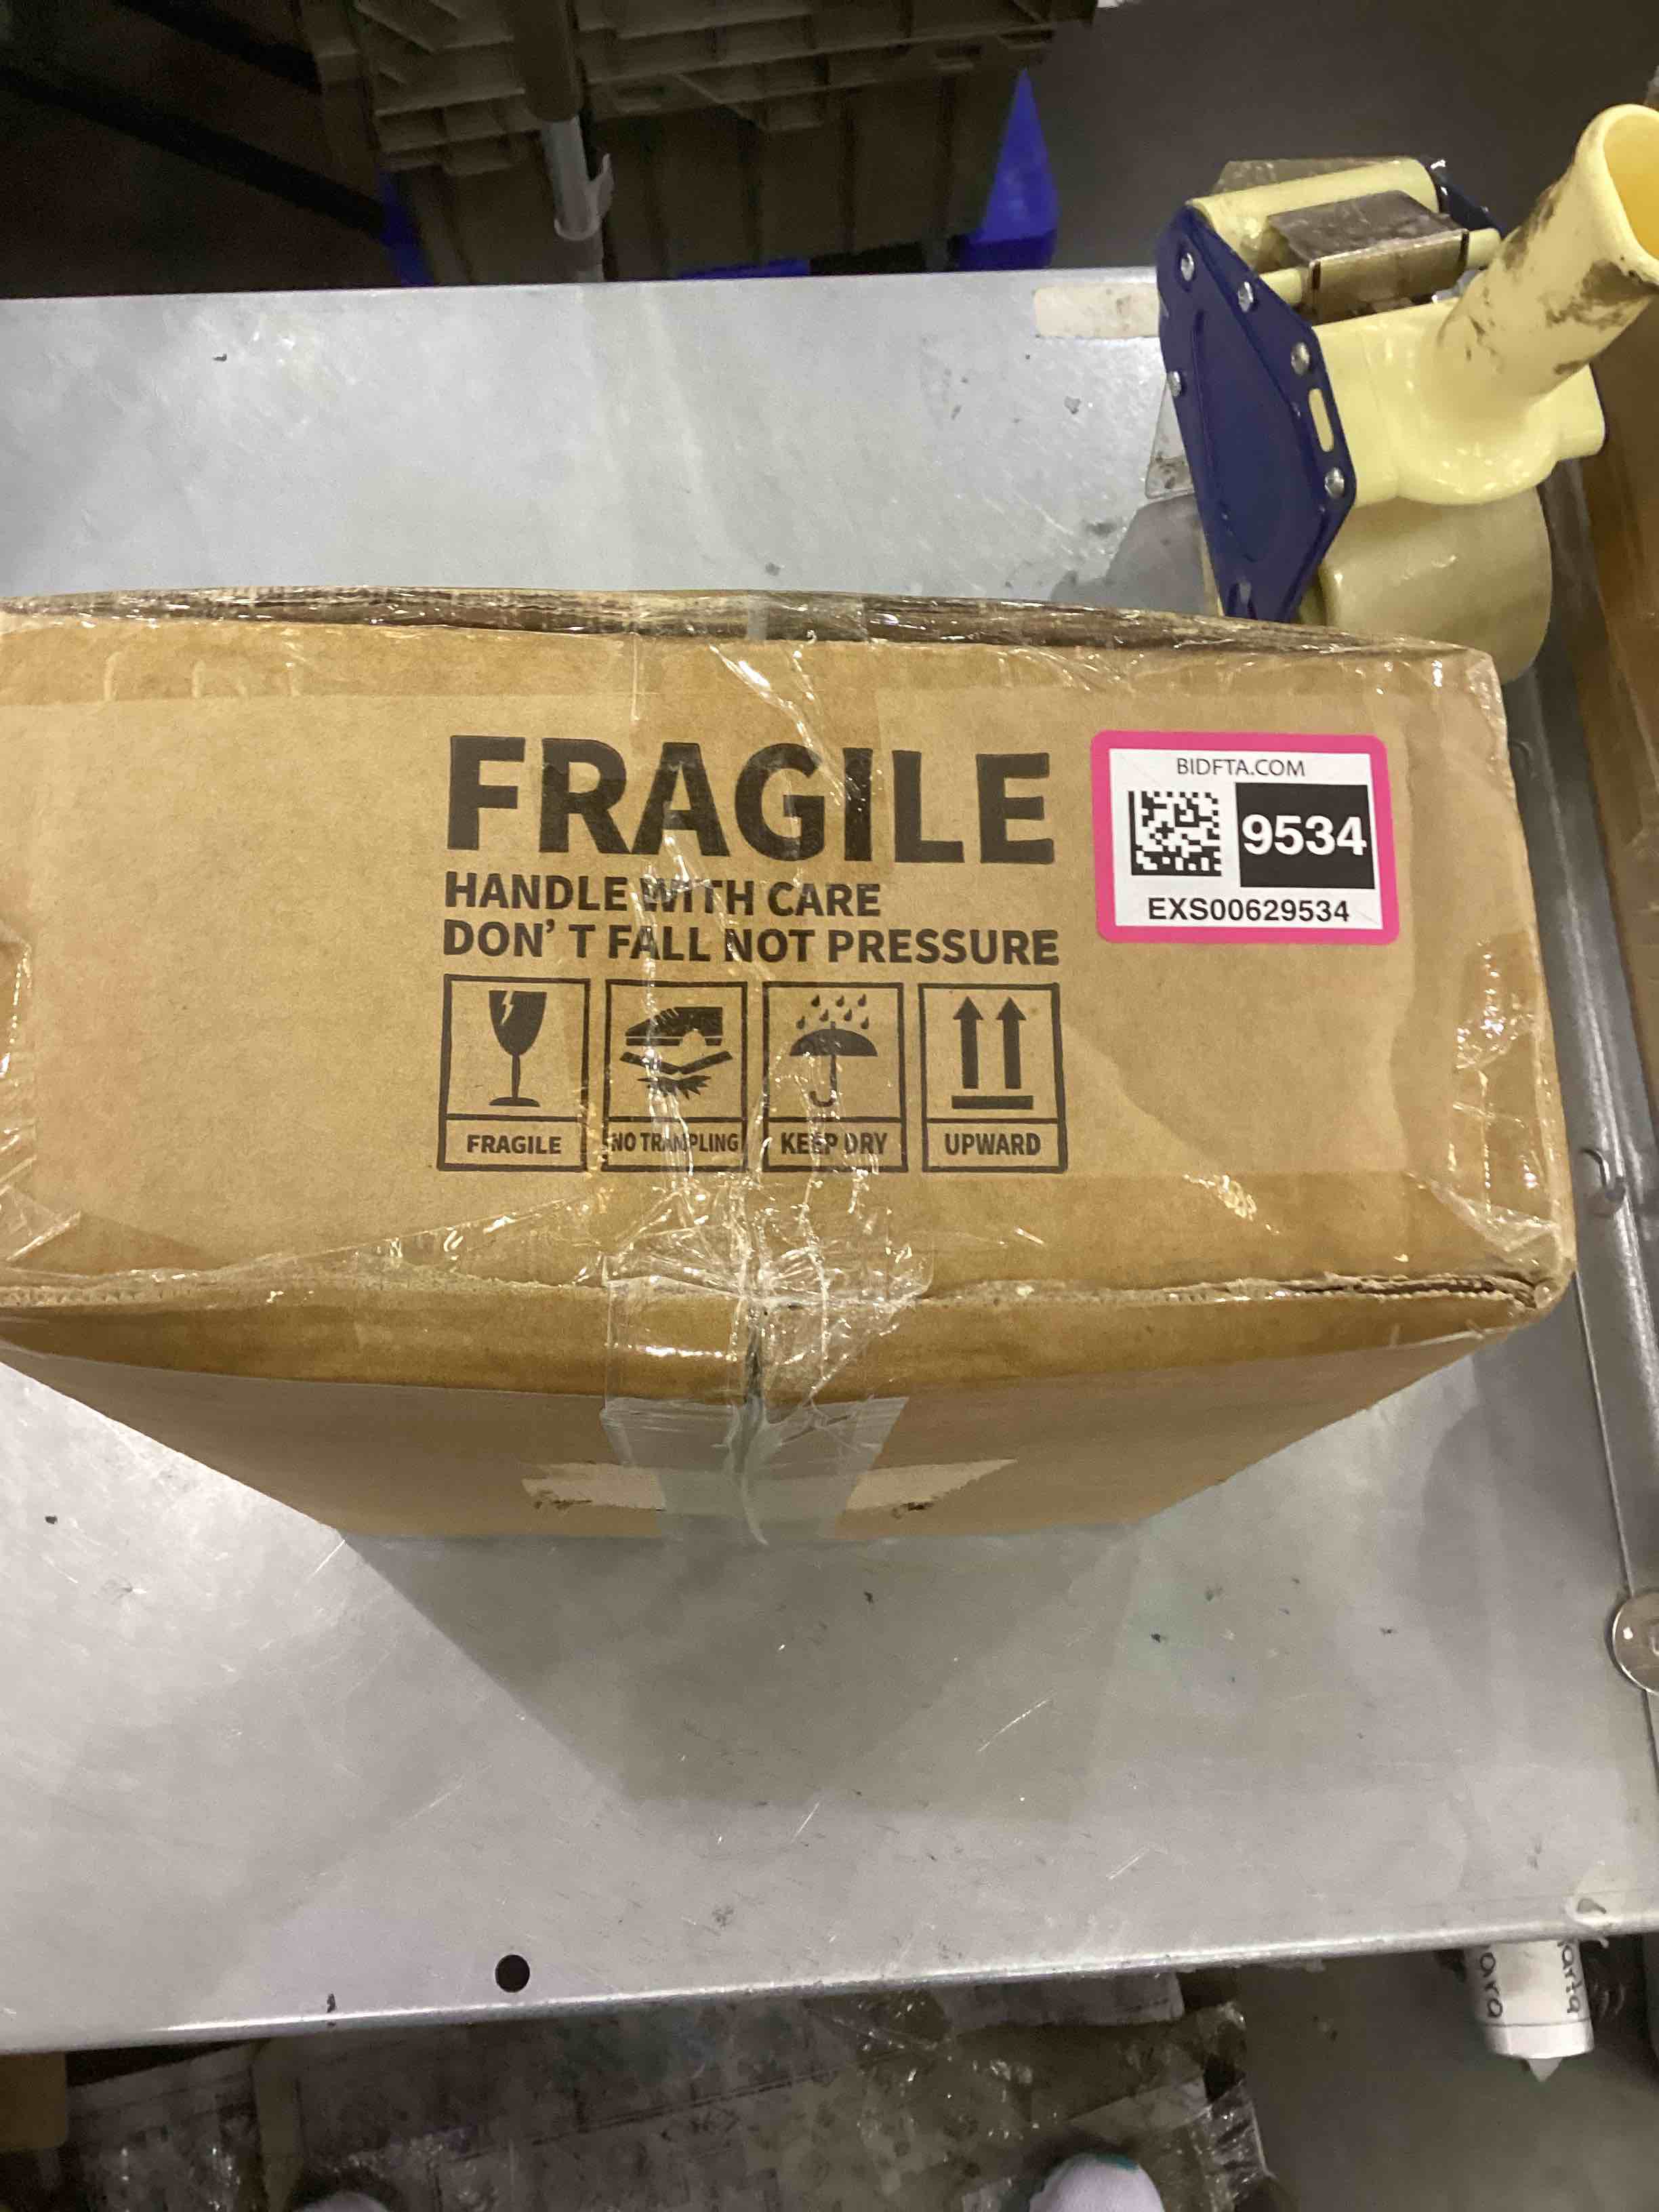 FRAGILE
HANDLE WITH CARE
DON'T FALL NOT PRESSURE
FRAGILE
NO TRAMPLING
KEEP DRY
UPWARD
BIDFTA.COM
9534
EXS00629534